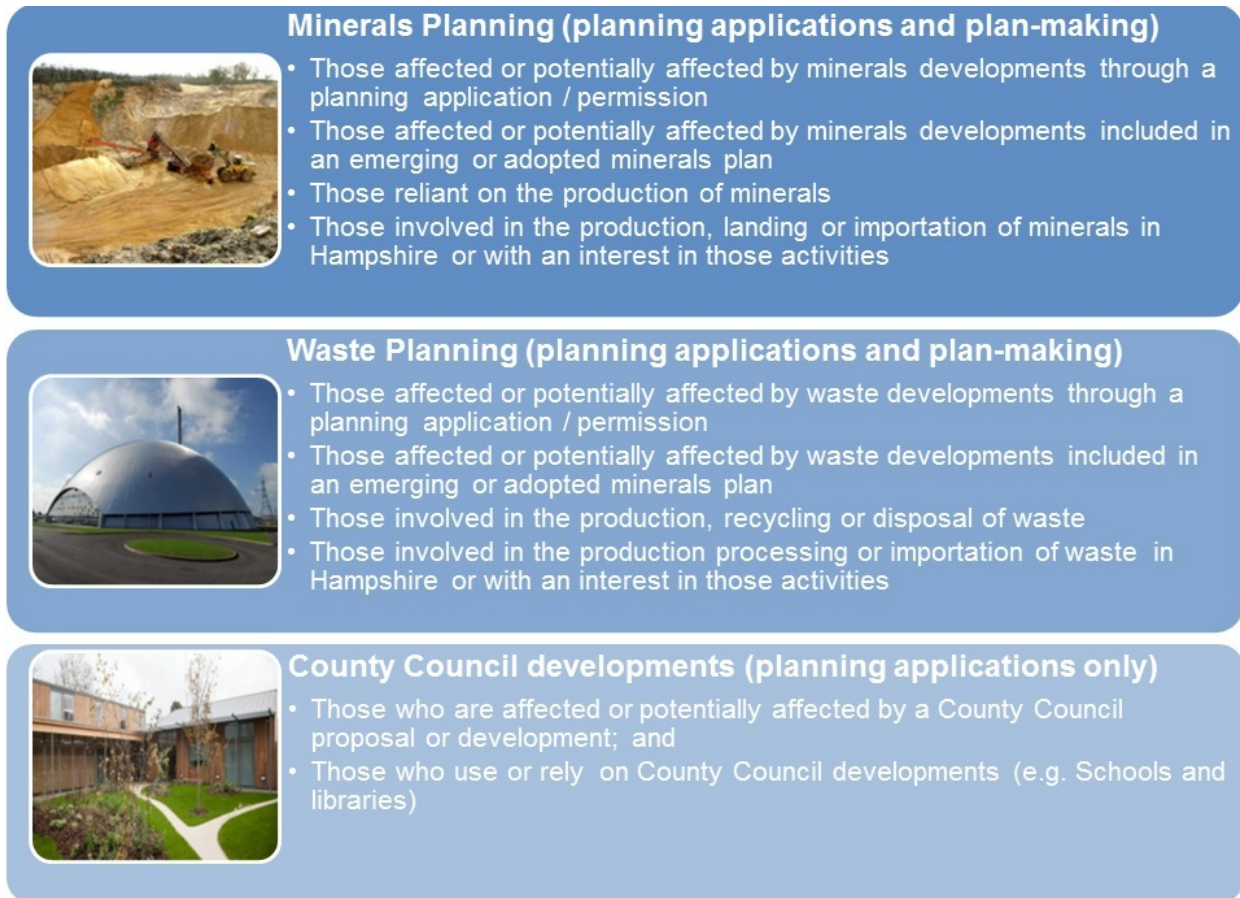 Minerals Planning (planning applications and plan-making)
• Those affected or potentially affected by minerals developments through a
planning application / permission
• Those affected or potentially affected by minerals developments included in
an emerging or adopted minerals plan
• Those reliant on the production of minerals
• Those involved in the production, landing or importation of minerals in
Hampshire or with an interest in those activities
Waste Planning (planning applications and plan-making)
• Those affected or potentially affected by waste developments through a
planning application / permission
• Those affected or potentially affected by waste developments included in
an emerging or adopted minerals plan
• Those involved in the production, recycling or disposal of waste
• Those involved in the production processing or importation of waste in
Hampshire or with an interest in those activities
County Council developments (planning applications only)
• Those who are affected or potentially affected by a County Council
proposal or development; and
• Those who use or rely on County Council developments (e.g. Schools and
libraries)